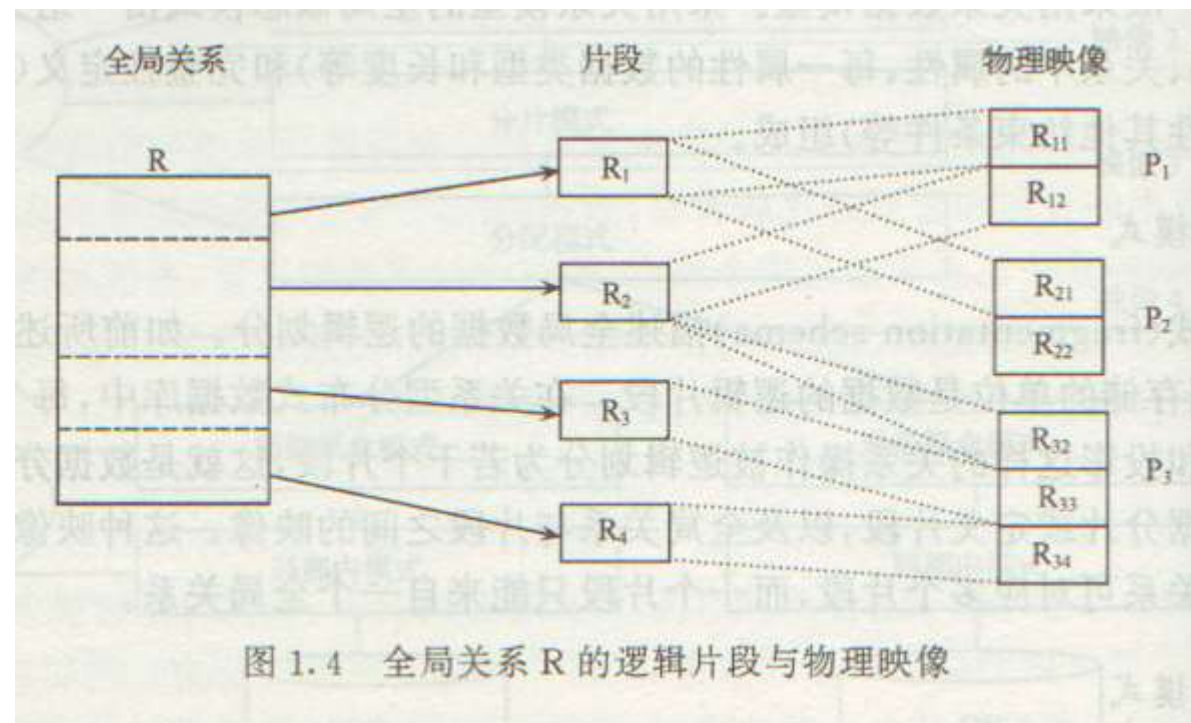 全局关系 片段 物理映像
R
R₁
R₂
R₃
R₄
R₁₁
R₁₂
P₁
R₂₁
R₂₂
P₂
R₃₂
R₃₃
R₃₄
P₃
图 1.4 全局关系 R 的逻辑片段与物理映像